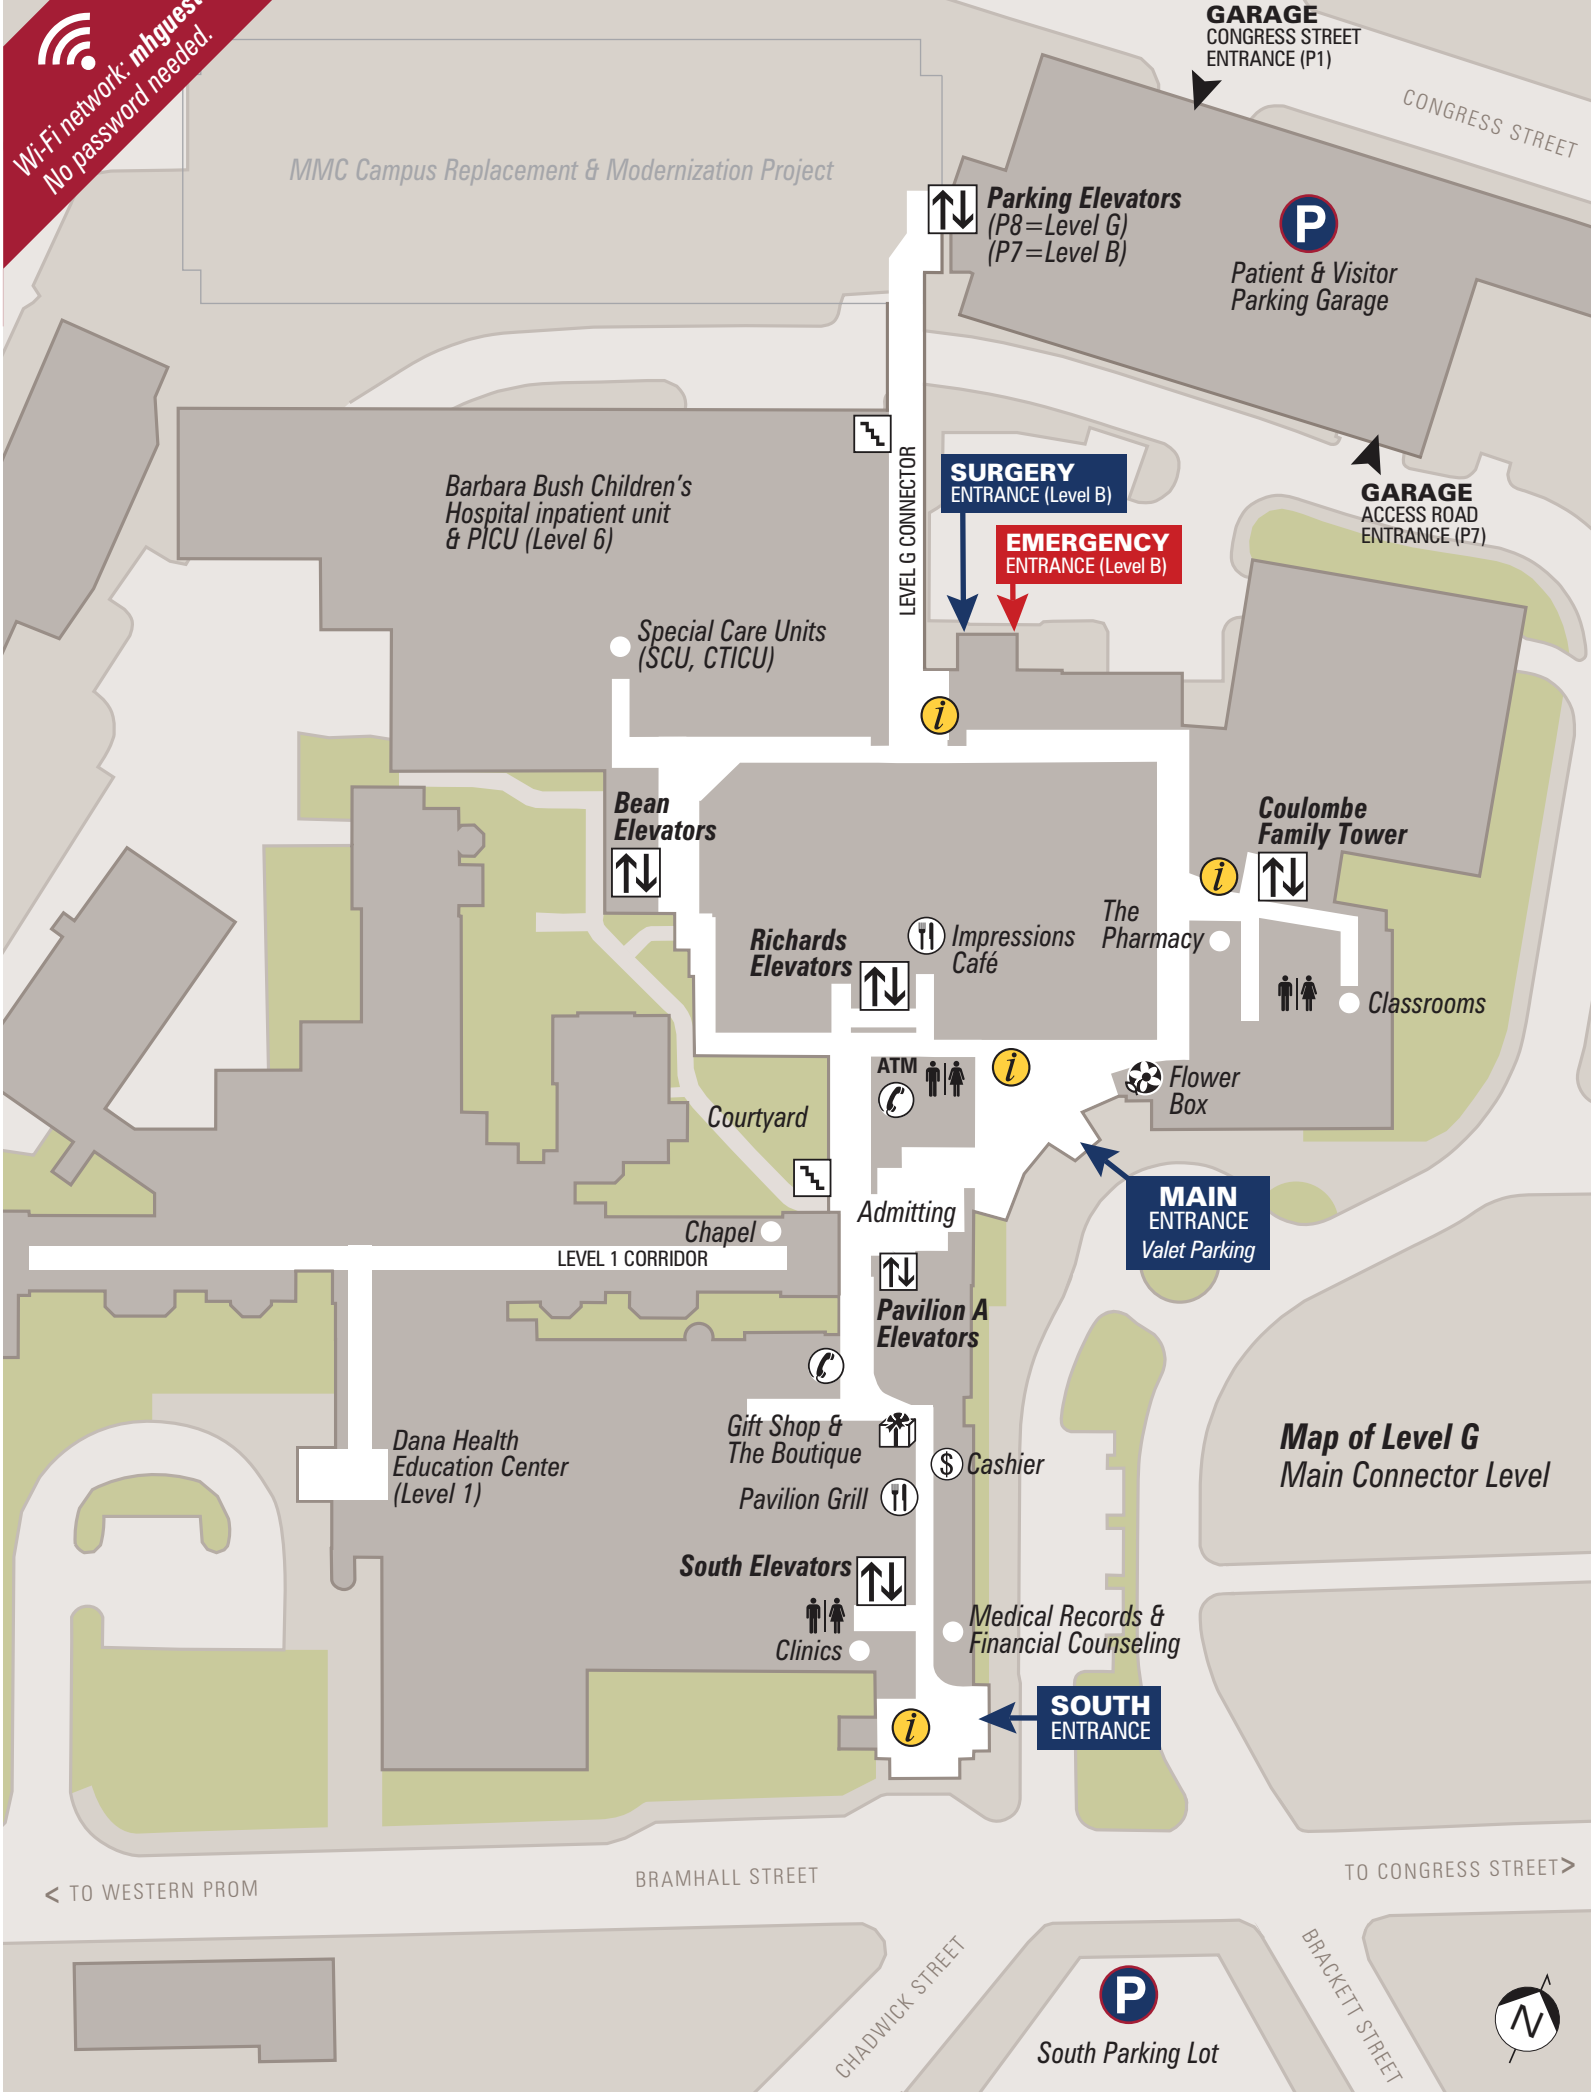 Wi-Fi network: mhguest
No password needed.
GARAGE
CONGRESS STREET
ENTRANCE (P1)
CONGRESS STREET
MMC Campus Replacement & Modernization Project
Parking Elevators
(P8=Level G)
(P7=Level B)
P
Patient & Visitor
Parking Garage
LEVEL G CONNECTOR
SURGERY
ENTRANCE (Level B)
EMERGENCY
ENTRANCE (Level B)
GARAGE
ACCESS ROAD
ENTRANCE (P7)
Barbara Bush Children's
Hospital inpatient unit
& PICU (Level 6)
Special Care Units
(SCU, CTICU)
i
Bean
Elevators
Coulombe
Family Tower
i
Richards
Elevators
Impressions
Café
The
Pharmacy
Classrooms
ATM
i
Flower
Box
Courtyard
MAIN
ENTRANCE
Valet Parking
Admitting
Chapel
LEVEL 1 CORRIDOR
Pavilion A
Elevators
Gift Shop &
The Boutique
$ Cashier
Dana Health
Education Center
(Level 1)
Pavilion Grill
Map of Level G
Main Connector Level
South Elevators
Medical Records &
Financial Counseling
Clinics
i
SOUTH
ENTRANCE
< TO WESTERN PROM
BRAMHALL STREET
TO CONGRESS STREET >
CHADWICK STREET
BRACKETT STREET
P
South Parking Lot
N